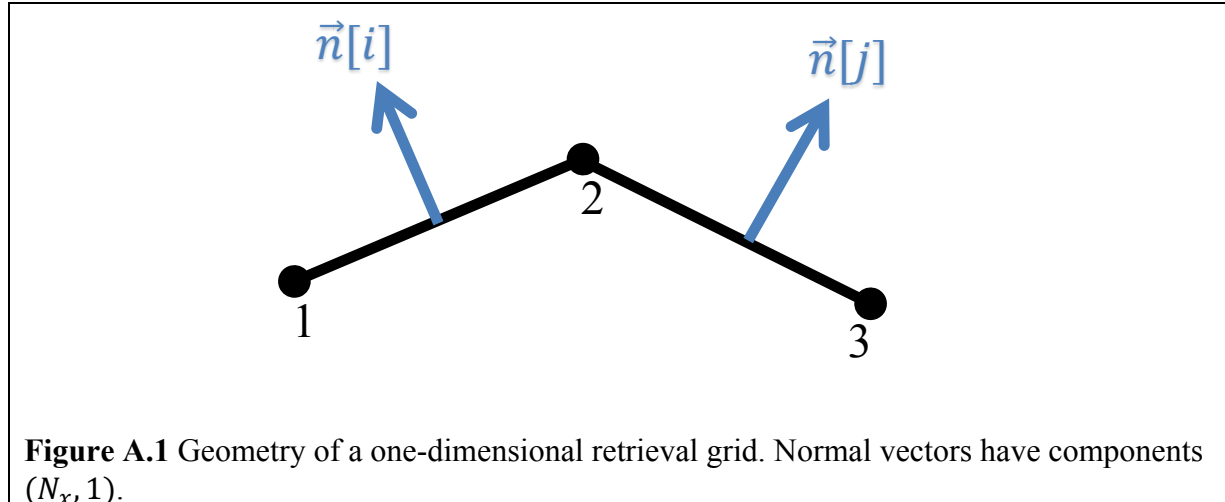 n⃗[i]
n⃗[j]
2
1
3
Figure A.1 Geometry of a one-dimensional retrieval grid. Normal vectors have components
(Nₓ, 1).